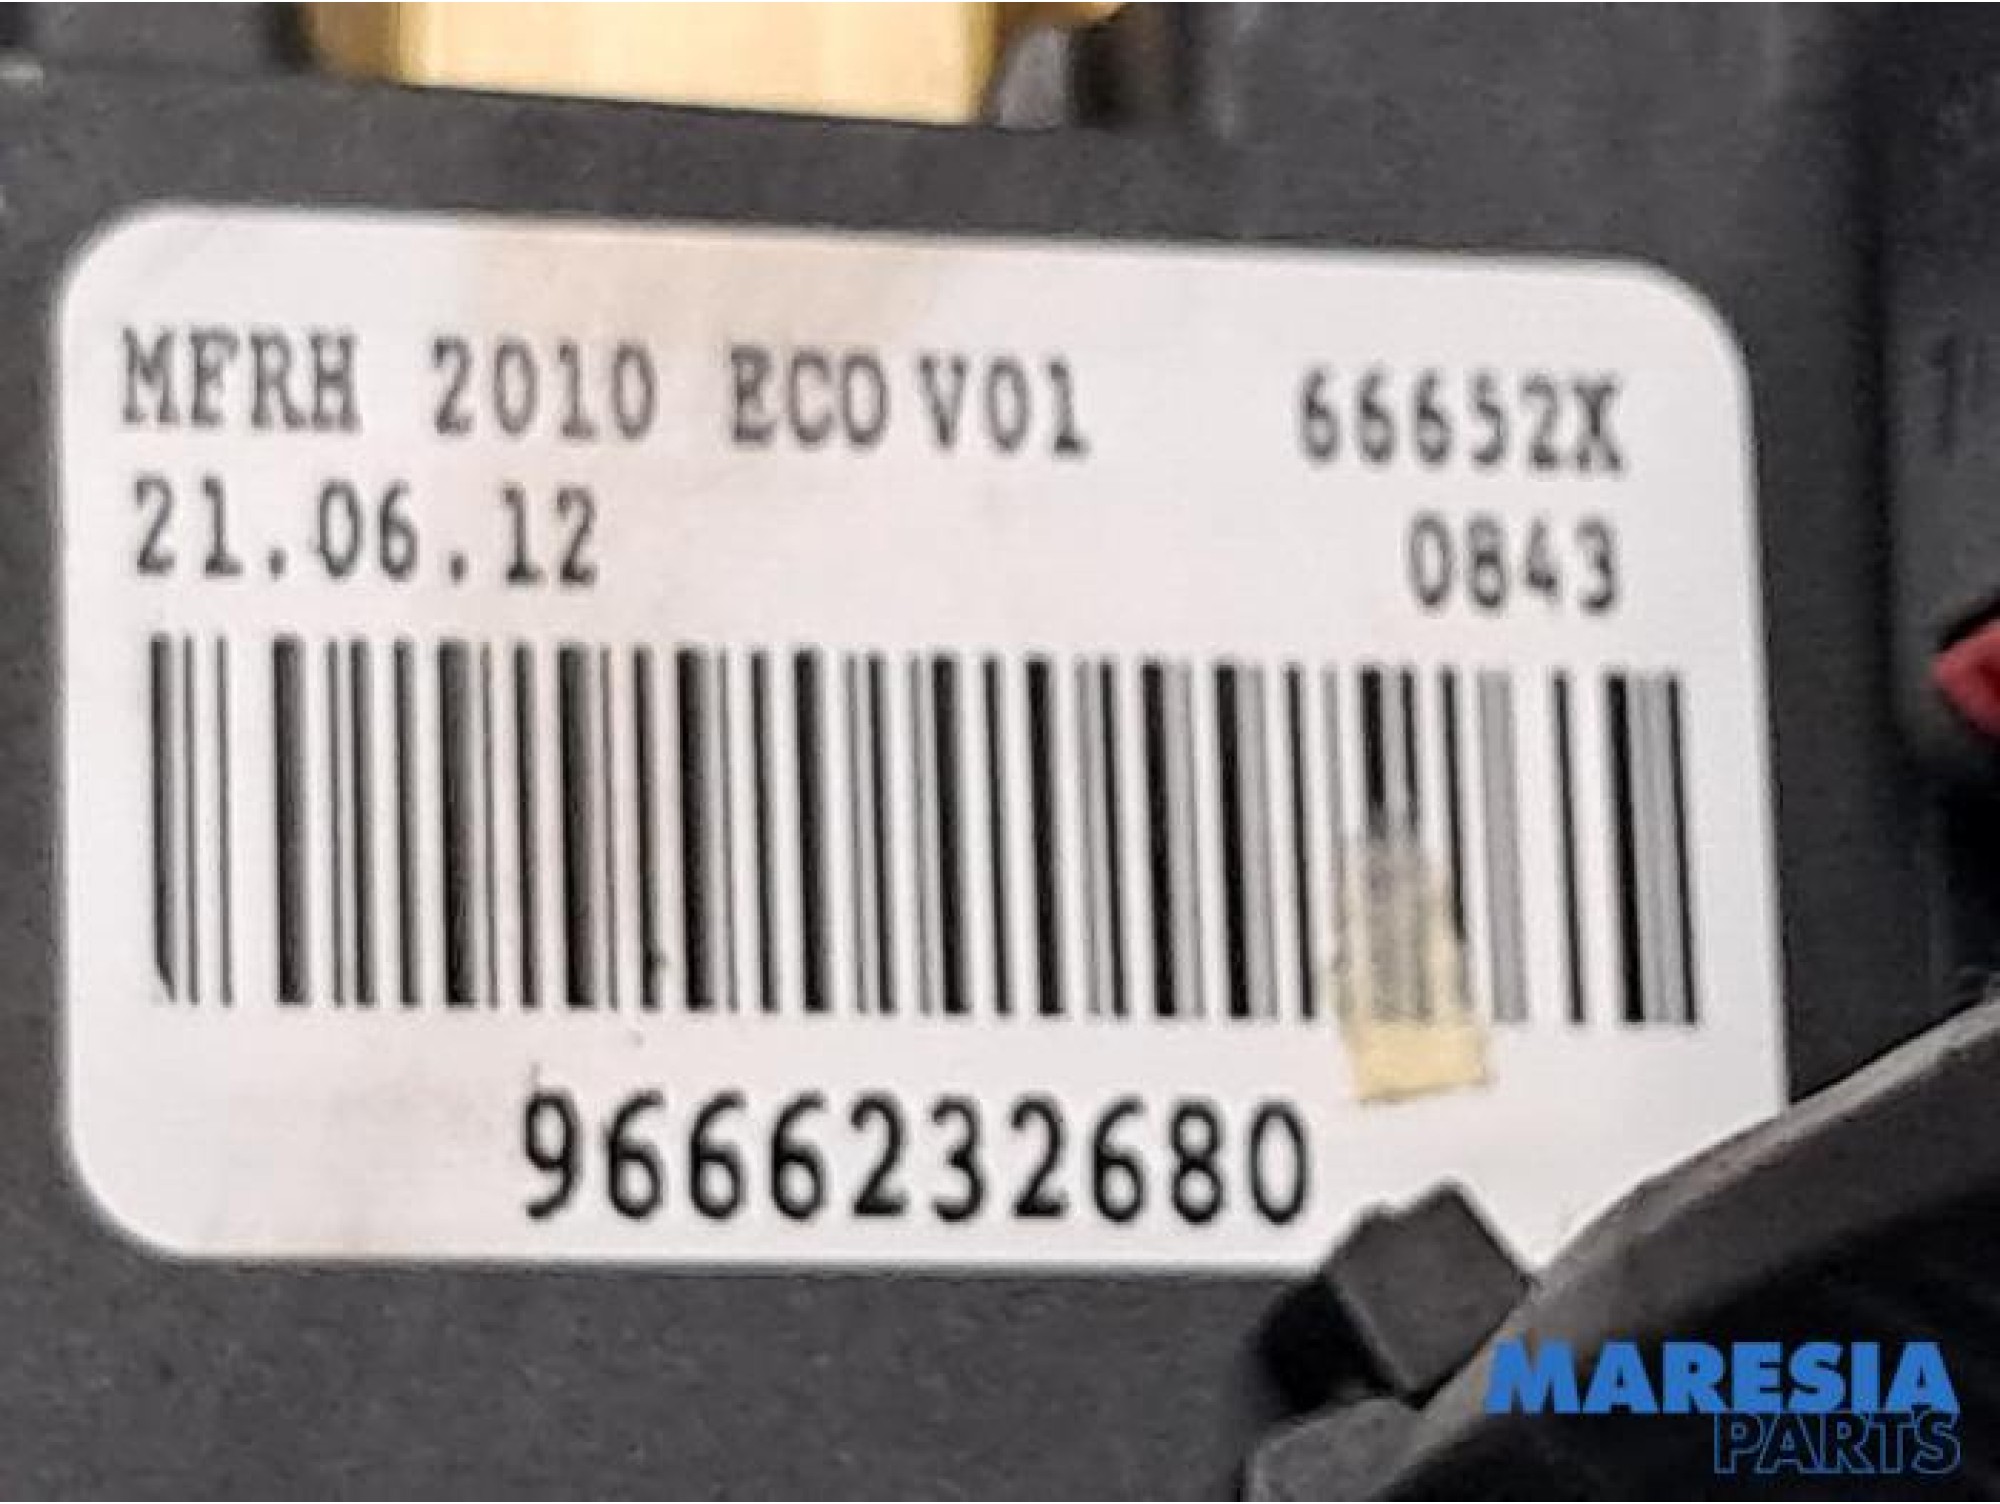 MFRH 2010 ECO V01 66652X
21.06.12 0843
9666232680
MARESIA
PARTS